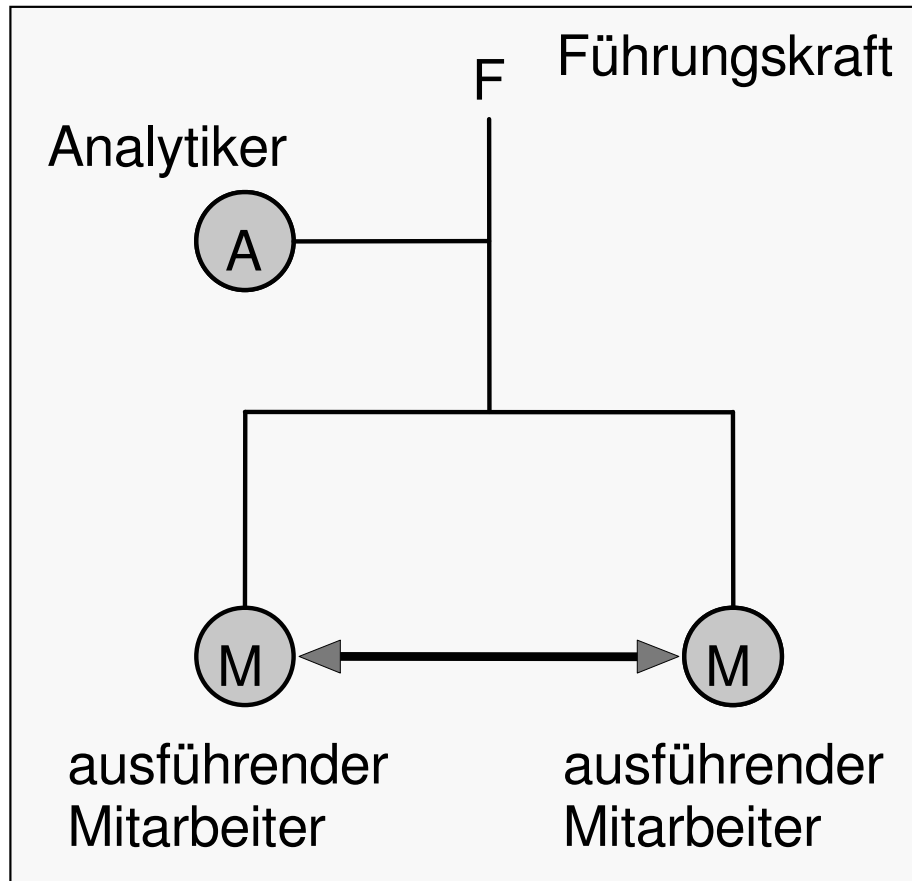 Führungskraft
F
Analytiker
A
M
M
ausführender
Mitarbeiter
ausführender
Mitarbeiter